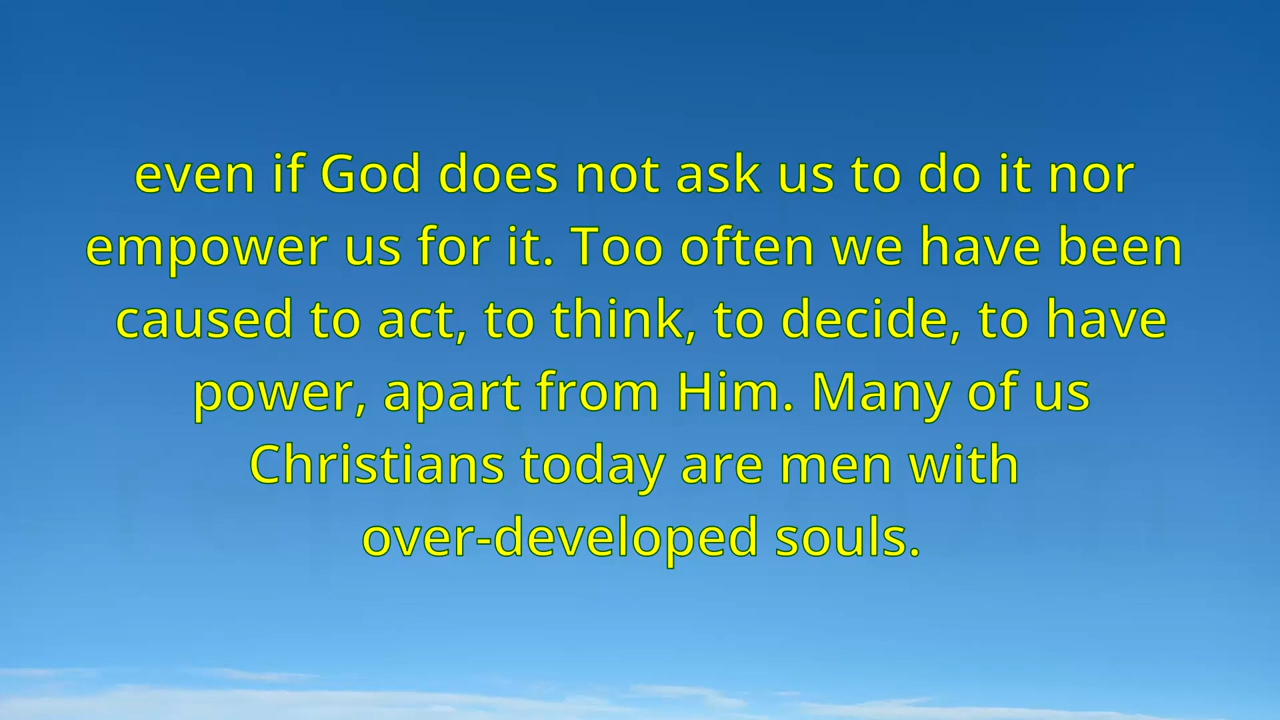 even if God does not ask us to do it nor
empower us for it. Too often we have been
caused to act, to think, to decide, to have
power, apart from Him. Many of us
Christians today are men with
over-developed souls.